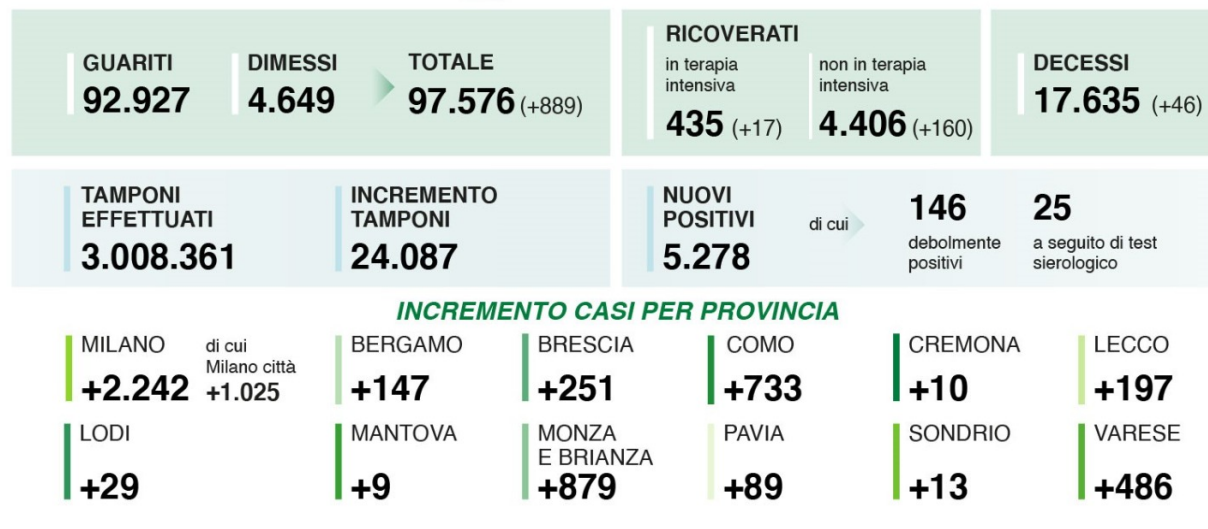 GUARITI
92.927
DIMESSI
4.649
TOTALE
97.576 (+889)
RICOVERATI
in terapia
intensiva
435 (+17)
non in terapia
intensiva
4.406 (+160)
DECESSI
17.635 (+46)
TAMPONI
EFFETTUATI
3.008.361
INCREMENTO
TAMPONI
24.087
NUOVI
POSITIVI
5.278
di cui
146
debolmente
positivi
25
a seguito di test
sierologico
INCREMENTO CASI PER PROVINCIA
MILANO
+2.242
di cui
Milano città
+1.025
BERGAMO
+147
BRESCIA
+251
COMO
+733
CREMONA
+10
LECCO
+197
LODI
+29
MANTOVA
+9
MONZA
E BRIANZA
+879
PAVIA
+89
SONDRIO
+13
VARESE
+486